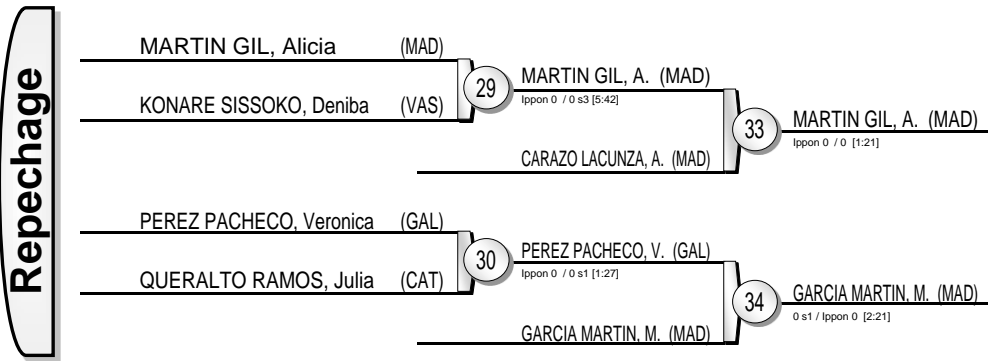 Repechage
MARTIN GIL, Alicia (MAD)
KONARE SISSOKO, Deniba (VAS)
29
MARTIN GIL, A. (MAD)
Ippon 0 / 0 s3 [5:42]
CARAZO LACUNZA, A. (MAD)
33
MARTIN GIL, A. (MAD)
Ippon 0 / 0 [1:21]
PEREZ PACHECO, Veronica (GAL)
QUERALTO RAMOS, Julia (CAT)
30
PEREZ PACHECO, V. (GAL)
Ippon 0 / 0 s1 [1:27]
GARCIA MARTIN, M. (MAD)
34
GARCIA MARTIN, M. (MAD)
0 s1 / Ippon 0 [2:21]